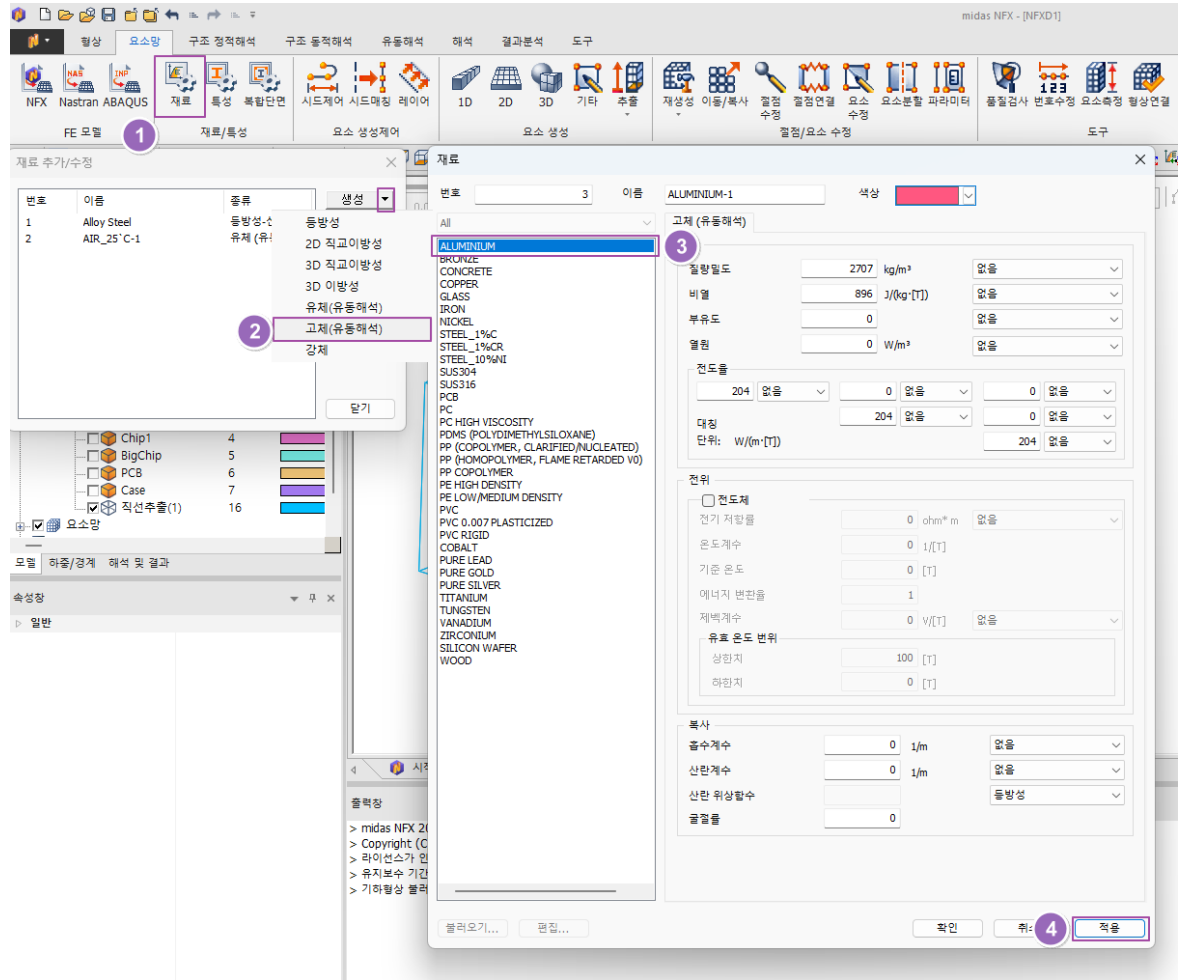 midas NFX - [NFXD1]
형상 요소망 구조 정적해석 구조 동적해석 유동해석 해석 결과분석 도구
NAS INP
NFX Nastran ABAQUS 재료 특성 복합단면 시드제어 시드매칭 레이어 1D 2D 3D 기타 추출 재생성 이동/복사 절점 수정 절점연결 요소 수정 요소분할 파라미터 품질검사 번호수정 요소측정 형상연결
FE 모델 재료/특성 요소 생성제어 요소 생성 절점/요소 수정 도구
1
재료 추가/수정
번호 이름 종류 생성
1 Alloy Steel 등방성-
2 AIR_25`C-1 유체 (유
등방성
2D 직교이방성
3D 직교이방성
3D 이방성
유체(유동해석)
2 고체(유동해석)
강체
닫기
Chip1 4
BigChip 5
PCB 6
Case 7
직선추출(1) 16
요소망
모델 하중/경계 해석 및 결과
속성창
일반
시작
출력창
> midas NFX 20
> Copyright (C
> 라이선스가 인
> 유지보수 기간
> 기하형상 불러
재료
번호 3 이름 ALUMINIUM-1 색상
All
ALUMINIUM
3
BRONZE
CONCRETE
COPPER
GLASS
IRON
NICKEL
STEEL_1%C
STEEL_1%CR
STEEL_10%NI
SUS304
SUS316
PCB
PC
PC HIGH VISCOSITY
PDMS (POLYDIMETHYLSILOXANE)
PP (COPOLYMER, CLARIFIED/NUCLEATED)
PP (HOMOPOLYMER, FLAME RETARDED V0)
PP COPOLYMER
PE HIGH DENSITY
PE LOW/MEDIUM DENSITY
PVC
PVC 0.007 PLASTICIZED
PVC RIGID
COBALT
PURE LEAD
PURE GOLD
PURE SILVER
TITANIUM
TUNGSTEN
VANADIUM
ZIRCONIUM
SILICON WAFER
WOOD
불러오기... 편집...
고체 (유동해석)
질량밀도 2707 kg/m³ 없음
비열 896 J/(kg·[T]) 없음
부유도 0 없음
열원 0 W/m³ 없음
전도율
204 없음 0 없음 0 없음
대칭 204 없음 0 없음
단위: W/(m·[T]) 204 없음
전위
전도체
전기 저항률 0 ohm* m 없음
온도계수 0 1/[T]
기준 온도 0 [T]
에너지 변환율 1
제벡계수 0 V/[T] 없음
유효 온도 범위
상한치 100 [T]
하한치 0 [T]
복사
흡수계수 0 1/m 없음
산란계수 0 1/m 없음
산란 위상함수 등방성
굴절률 0
확인 4 적용